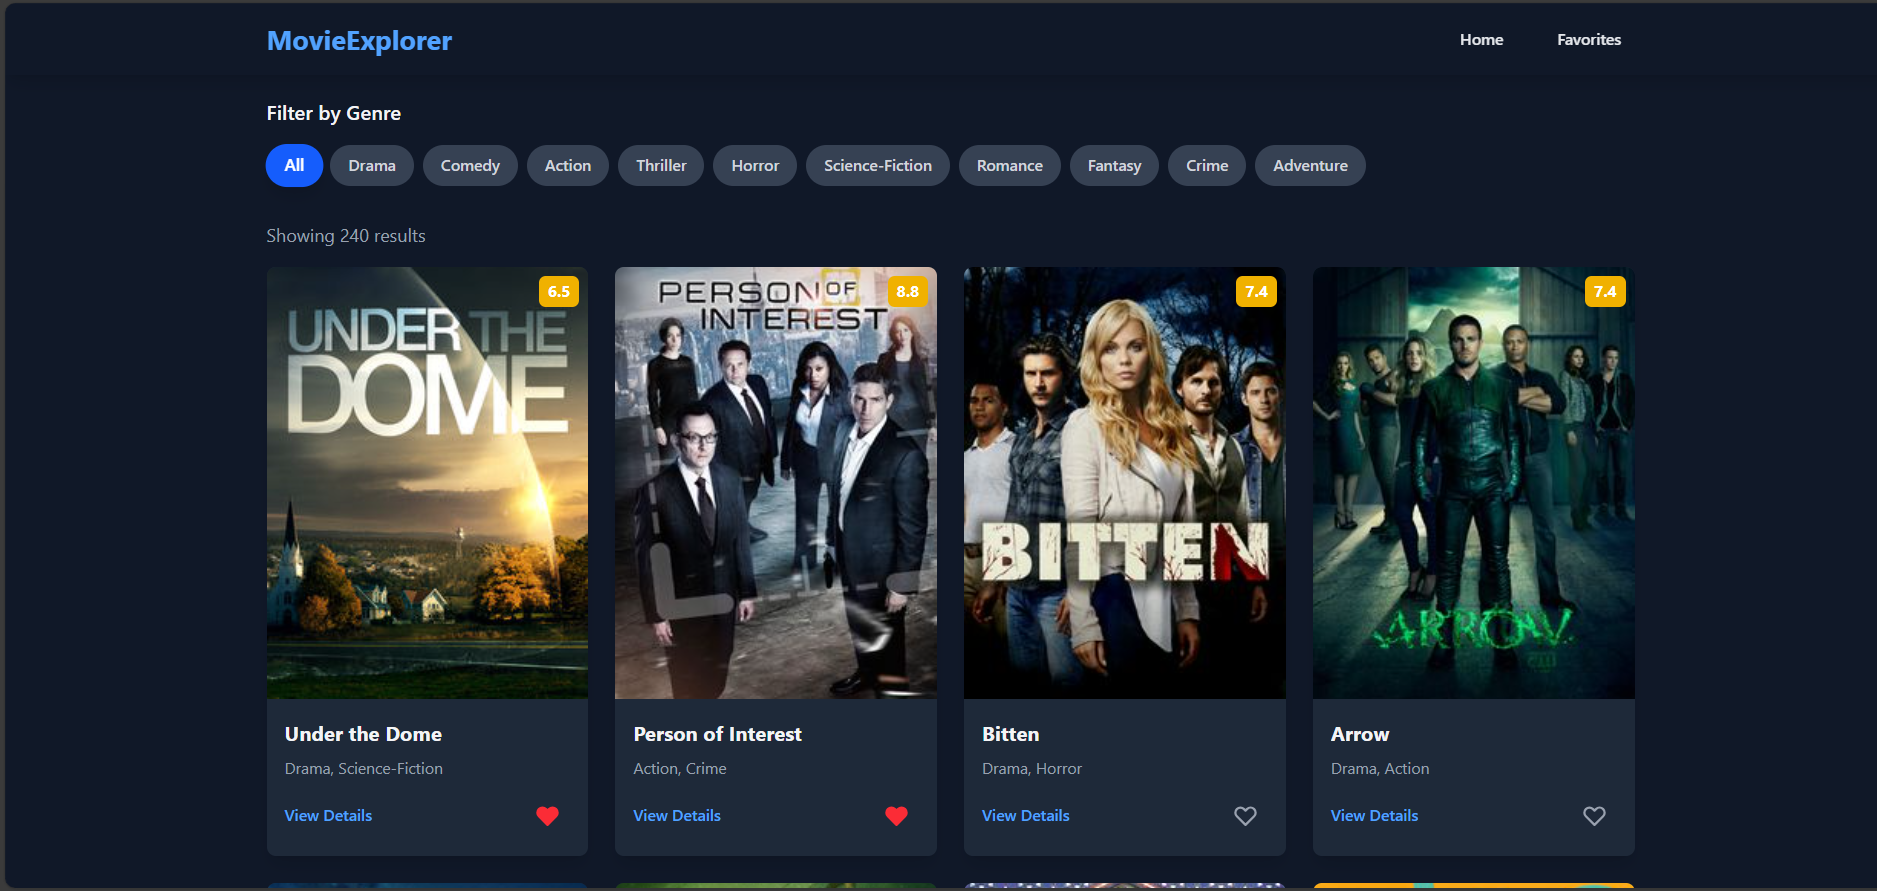 MovieExplorer
Home
Favorites
Filter by Genre
All
Drama
Comedy
Action
Thriller
Horror
Science-Fiction
Romance
Fantasy
Crime
Adventure
Showing 240 results
6.5
UNDER THE
DOME
8.8
PERSON OF
INTEREST
7.4
BITTEN
7.4
ARROW
Under the Dome
Drama, Science-Fiction
View Details
Person of Interest
Action, Crime
View Details
Bitten
Drama, Horror
View Details
Arrow
Drama, Action
View Details